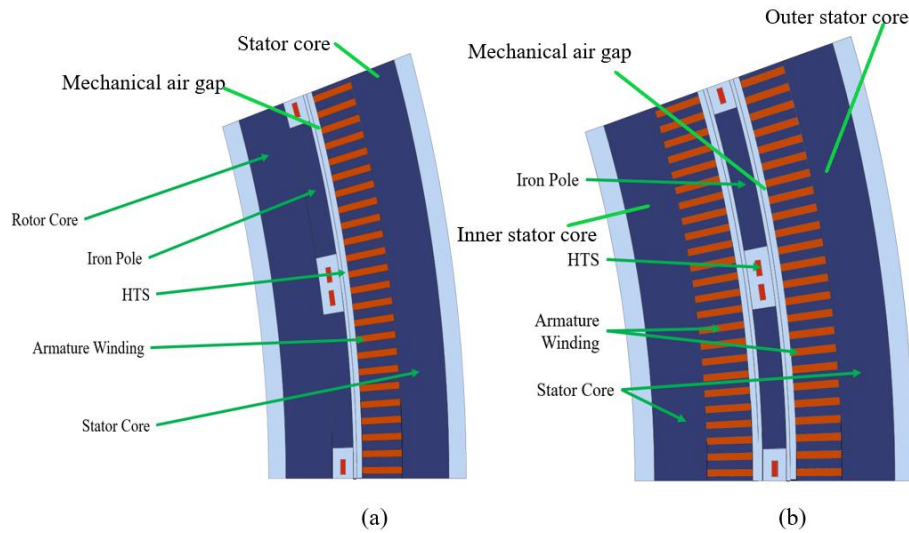 Stator core
Mechanical air gap
Rotor Core
Iron Pole
HTS
Armature Winding
Stator Core
(a)
Outer stator core
Mechanical air gap
Iron Pole
Inner stator core
HTS
Armature
Winding
Stator Core
(b)